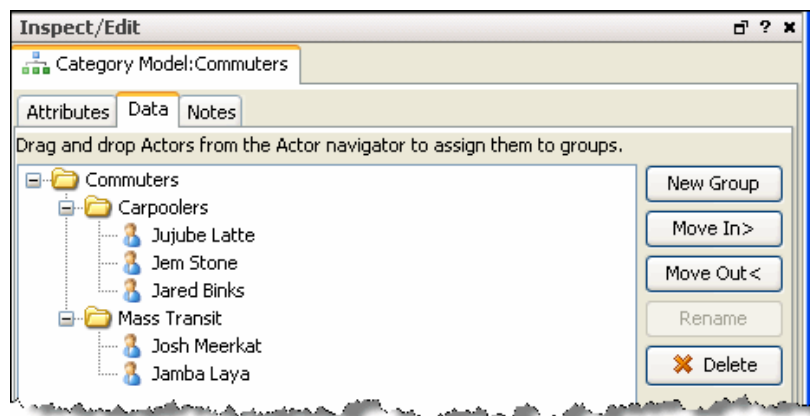 Inspect/Edit
Category Model:Commuters
Attributes Data Notes
Drag and drop Actors from the Actor navigator to assign them to groups.
Commuters
Carpoolers
Jujube Latte
Jem Stone
Jared Binks
Mass Transit
Josh Meerkat
Jamba Laya
New Group
Move In>
Move Out<
Rename
Delete